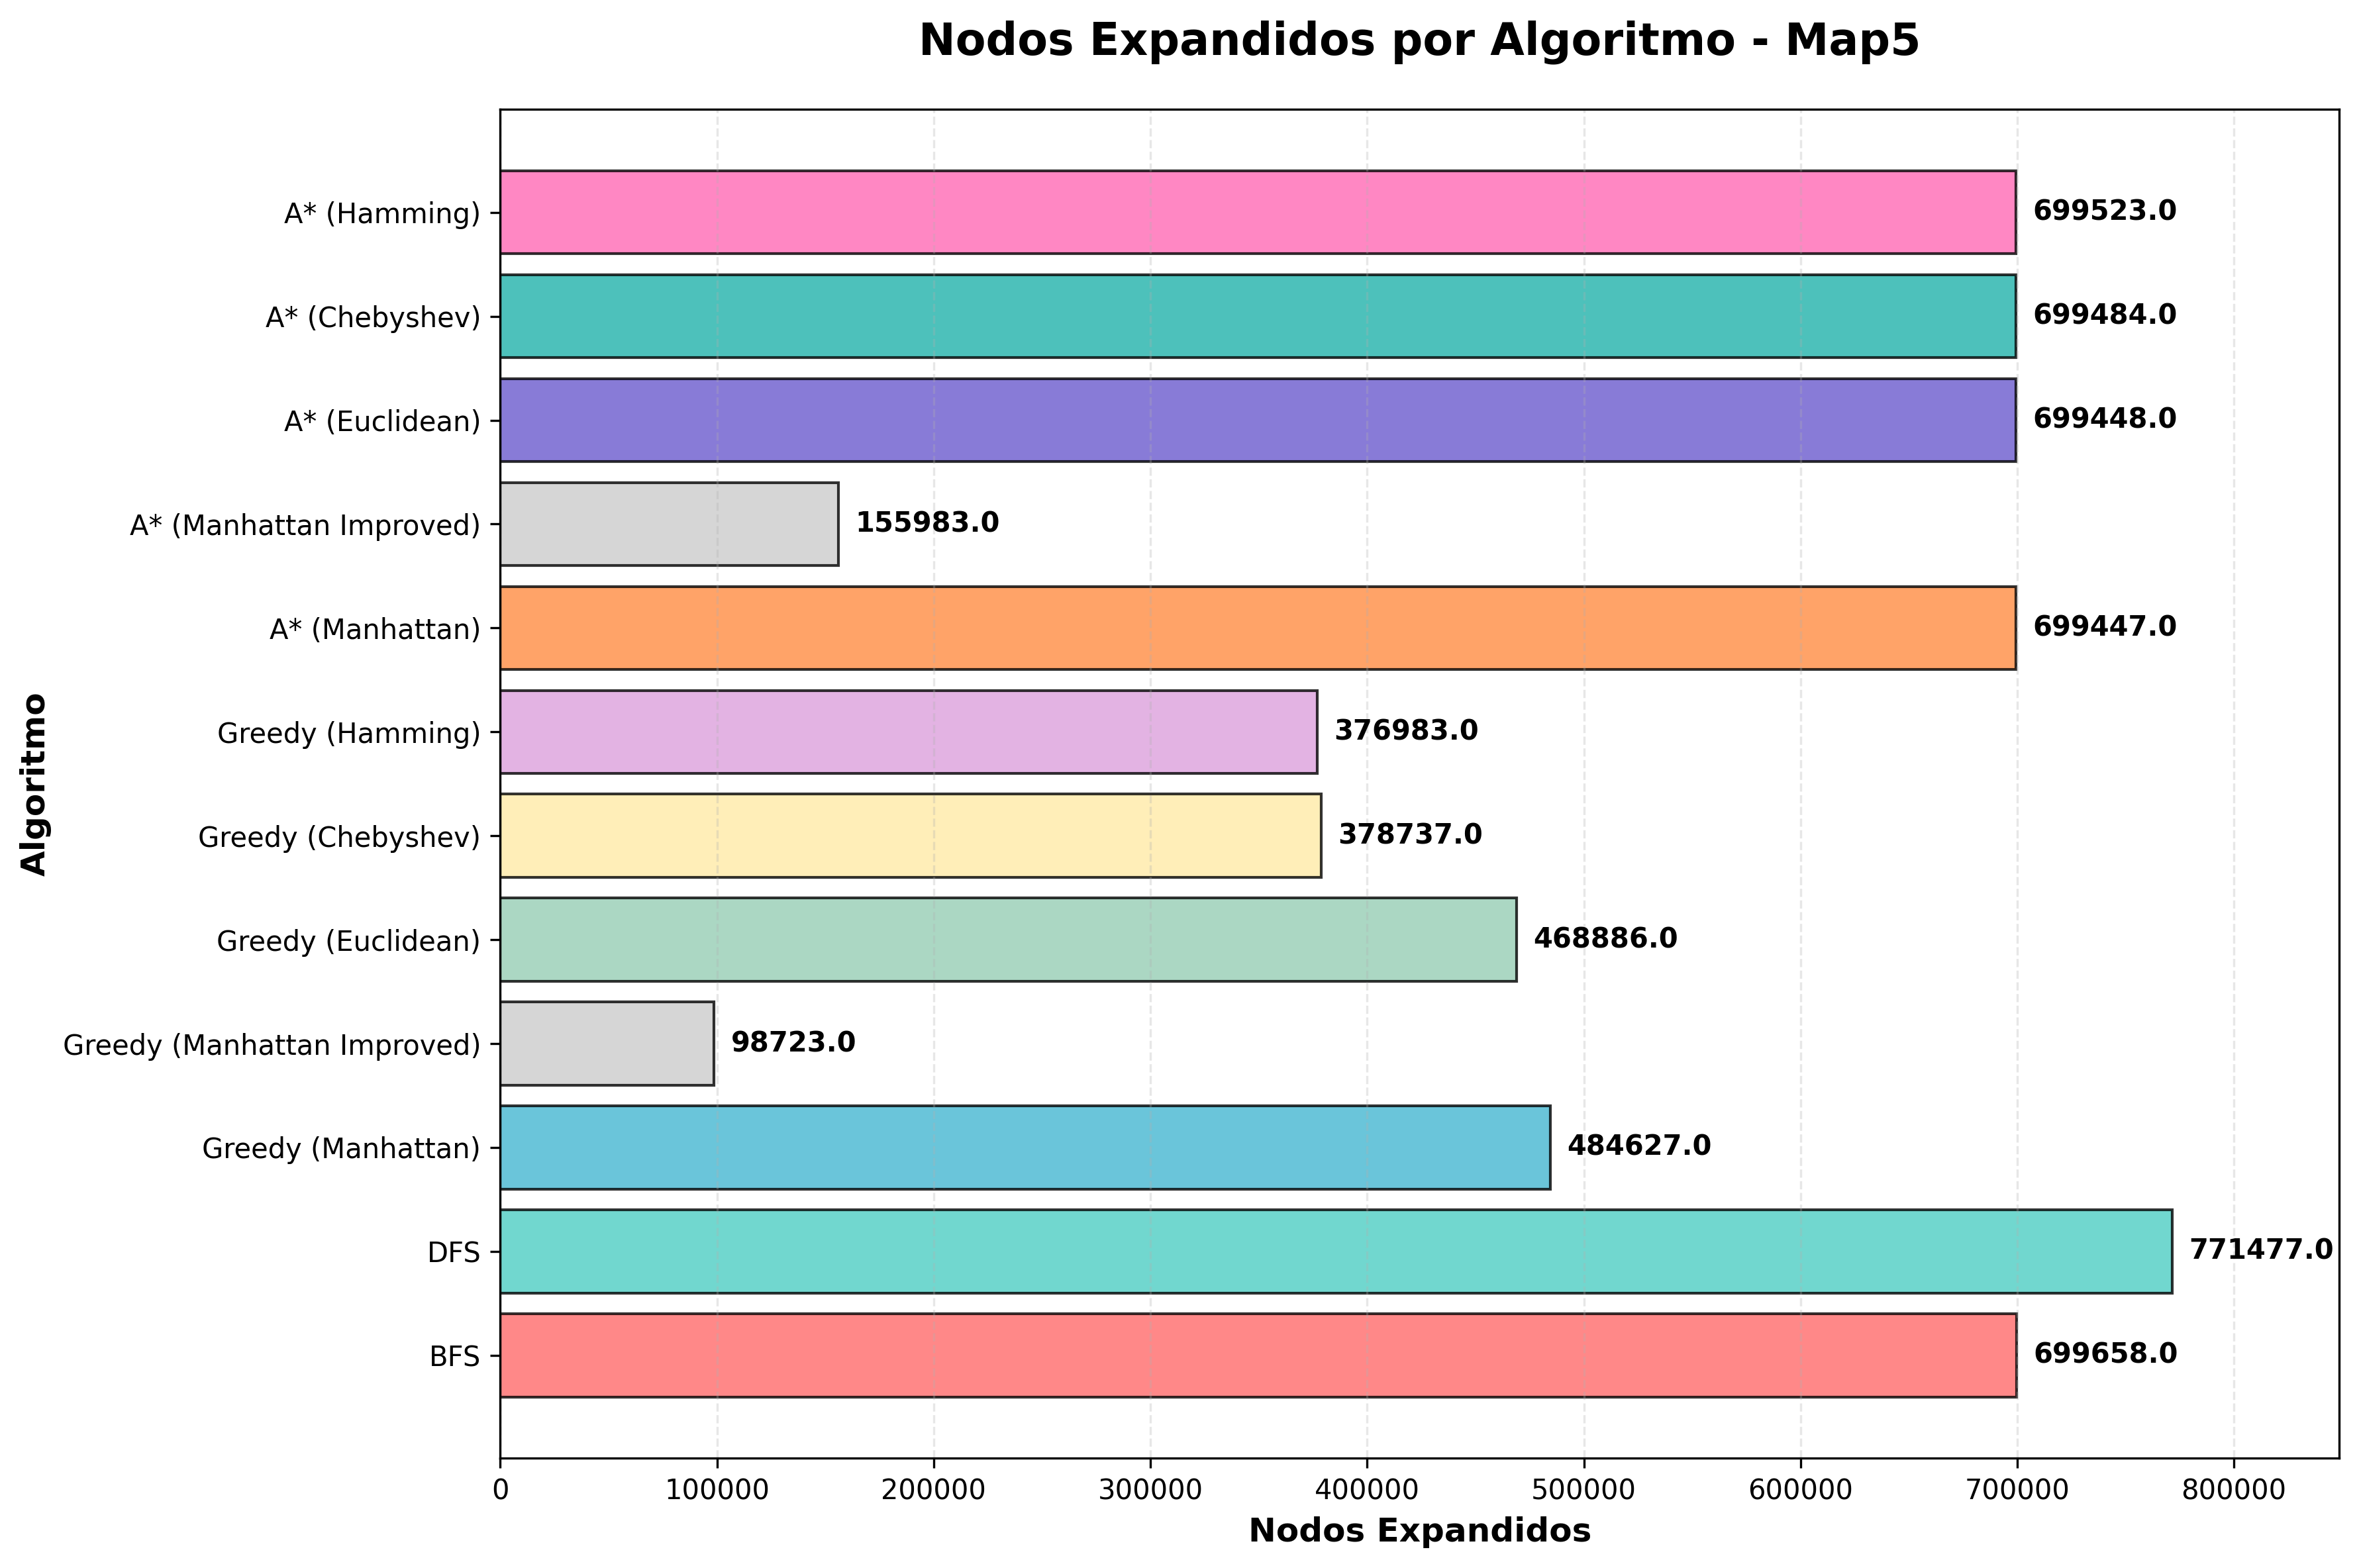 Nodos Expandidos por Algoritmo - Map5
A* (Hamming) 699523.0
A* (Chebyshev) 699484.0
A* (Euclidean) 699448.0
A* (Manhattan Improved) 155983.0
A* (Manhattan) 699447.0
Greedy (Hamming) 376983.0
Greedy (Chebyshev) 378737.0
Greedy (Euclidean) 468886.0
Greedy (Manhattan Improved) 98723.0
Greedy (Manhattan) 484627.0
DFS 771477.0
BFS 699658.0
Algoritmo
0 100000 200000 300000 400000 500000 600000 700000 800000
Nodos Expandidos